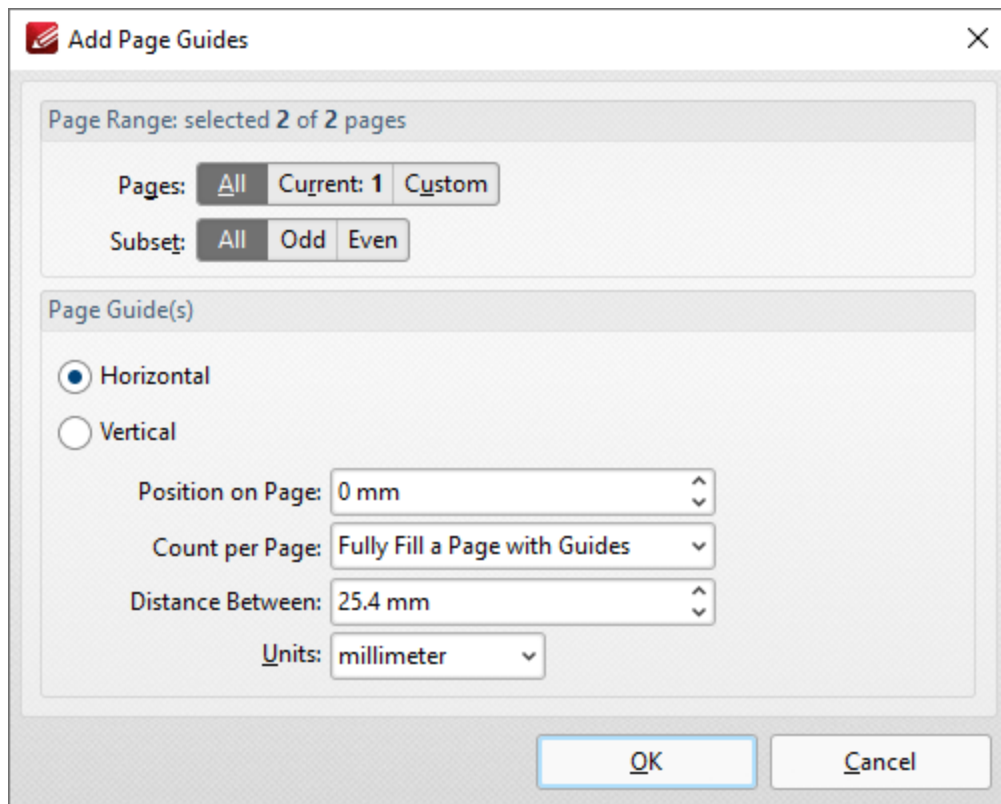 Add Page Guides
Page Range: selected 2 of 2 pages
Pages: All Current: 1 Custom
Subset: All Odd Even
Page Guide(s)
Horizontal
Vertical
Position on Page: 0 mm
Count per Page: Fully Fill a Page with Guides
Distance Between: 25.4 mm
Units: millimeter
OK Cancel